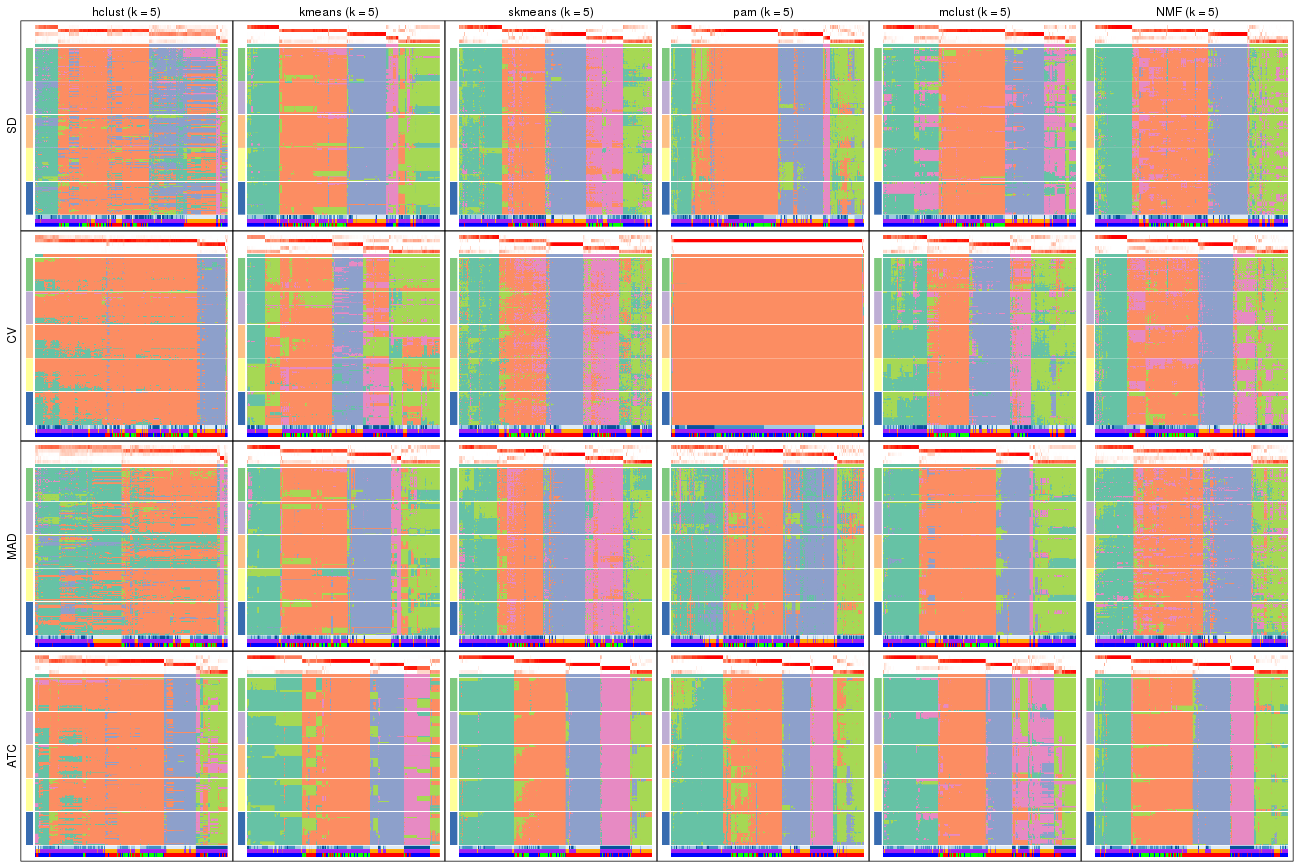 hclust (k = 5) kmeans (k = 5) skmeans (k = 5) pam (k = 5) mclust (k = 5) NMF (k = 5)
SD
CV
MAD
ATC